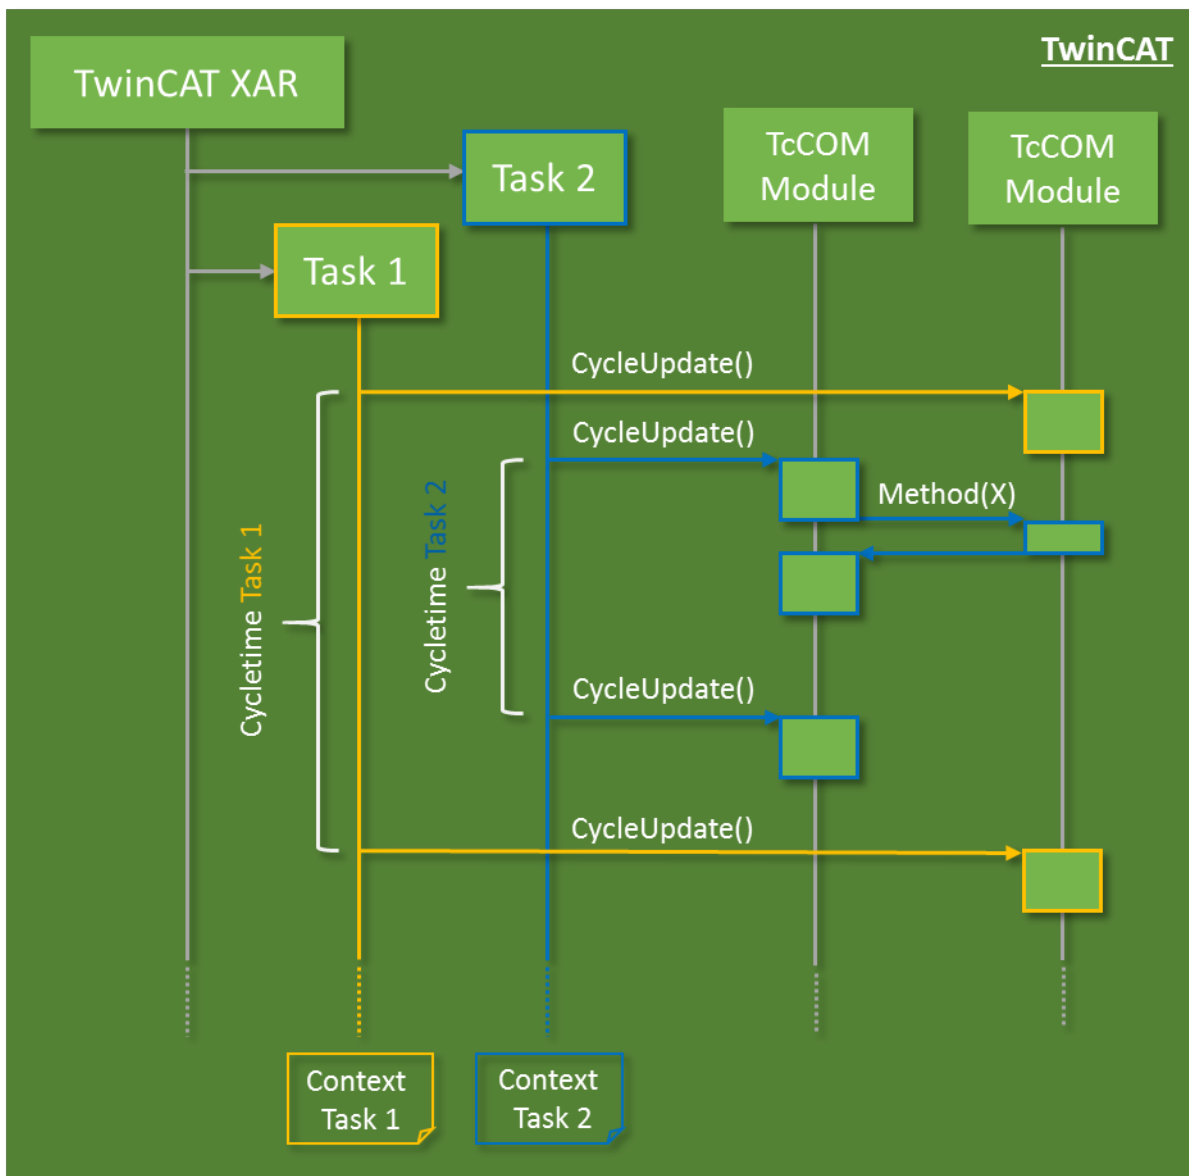 TwinCAT
TwinCAT XAR
TcCOM
Module
TcCOM
Module
Task 2
Task 1
CycleUpdate()
CycleUpdate()
Method(X)
Cycletime Task 1
Cycletime Task 2
CycleUpdate()
CycleUpdate()
Context
Task 1
Context
Task 2